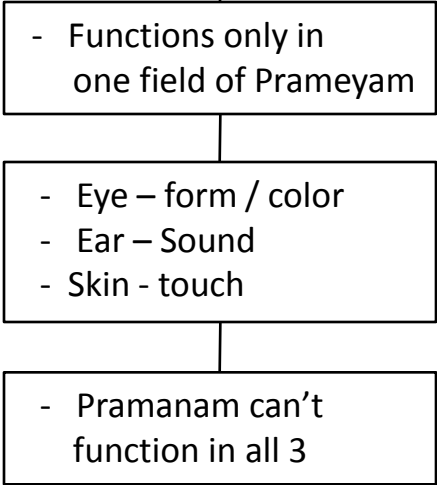 - Functions only in
one field of Prameyam
- Eye – form / color
- Ear – Sound
- Skin - touch
- Pramanam can’t
function in all 3